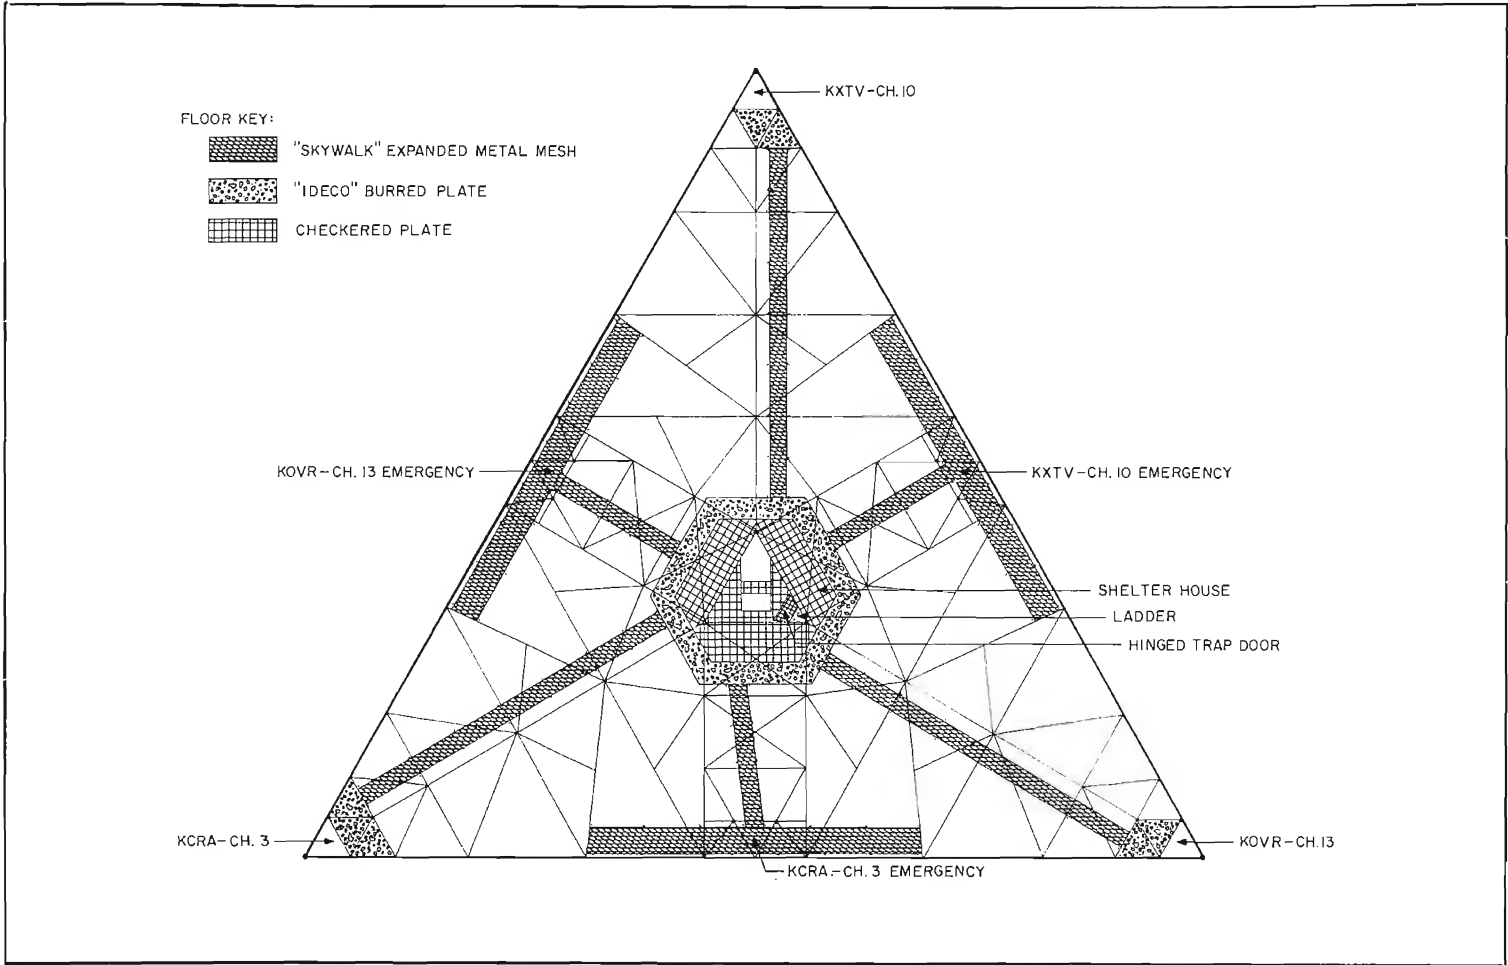 KXTV-CH. 10
FLOOR KEY:
"SKYWALK" EXPANDED METAL MESH
"IDECO" BURRED PLATE
CHECKERED PLATE
KOVR-CH. 13 EMERGENCY
KXTV-CH. 10 EMERGENCY
SHELTER HOUSE
LADDER
HINGED TRAP DOOR
KCRA-CH. 3
KOVR-CH. 13
KCRA-CH. 3 EMERGENCY